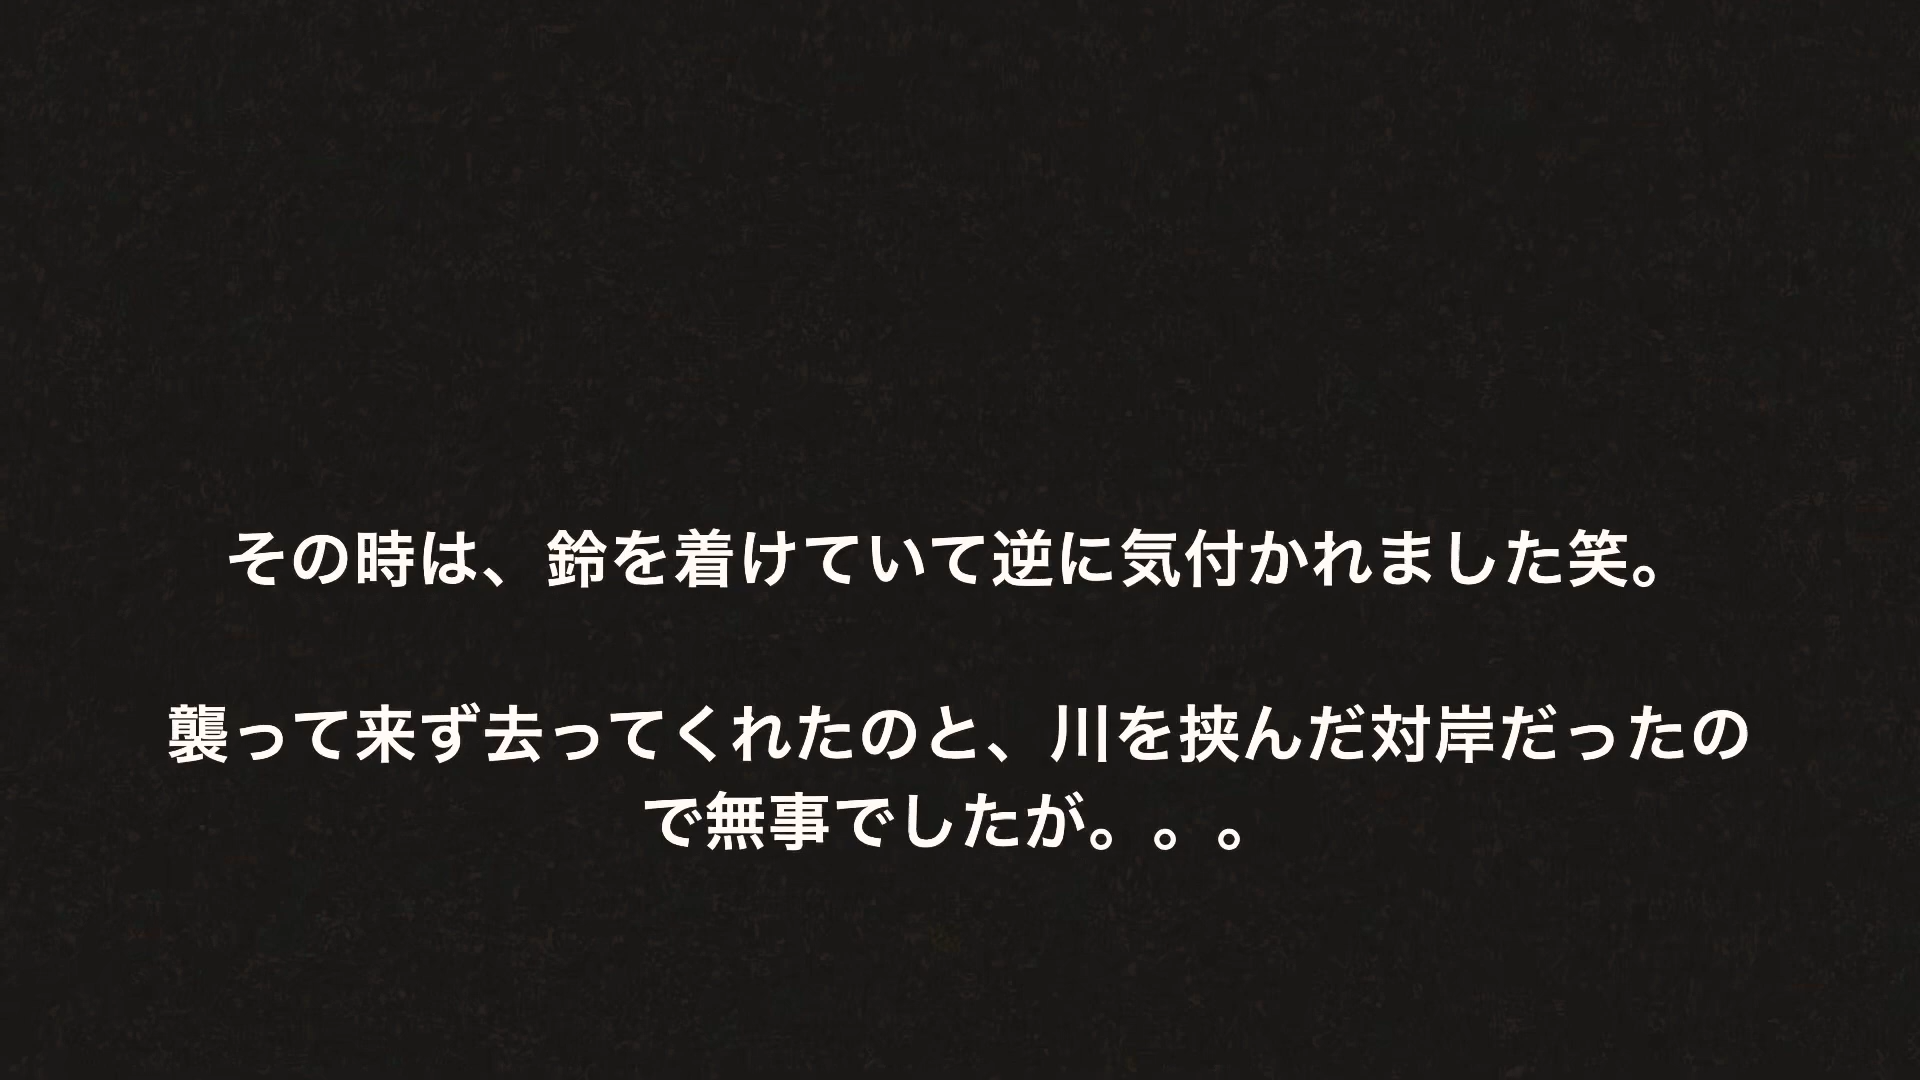 その時は、鈴を着けていて逆に気付かれました笑。
襲って来ず去ってくれたのと、川を挟んだ対岸だったの
で無事でしたが。。。